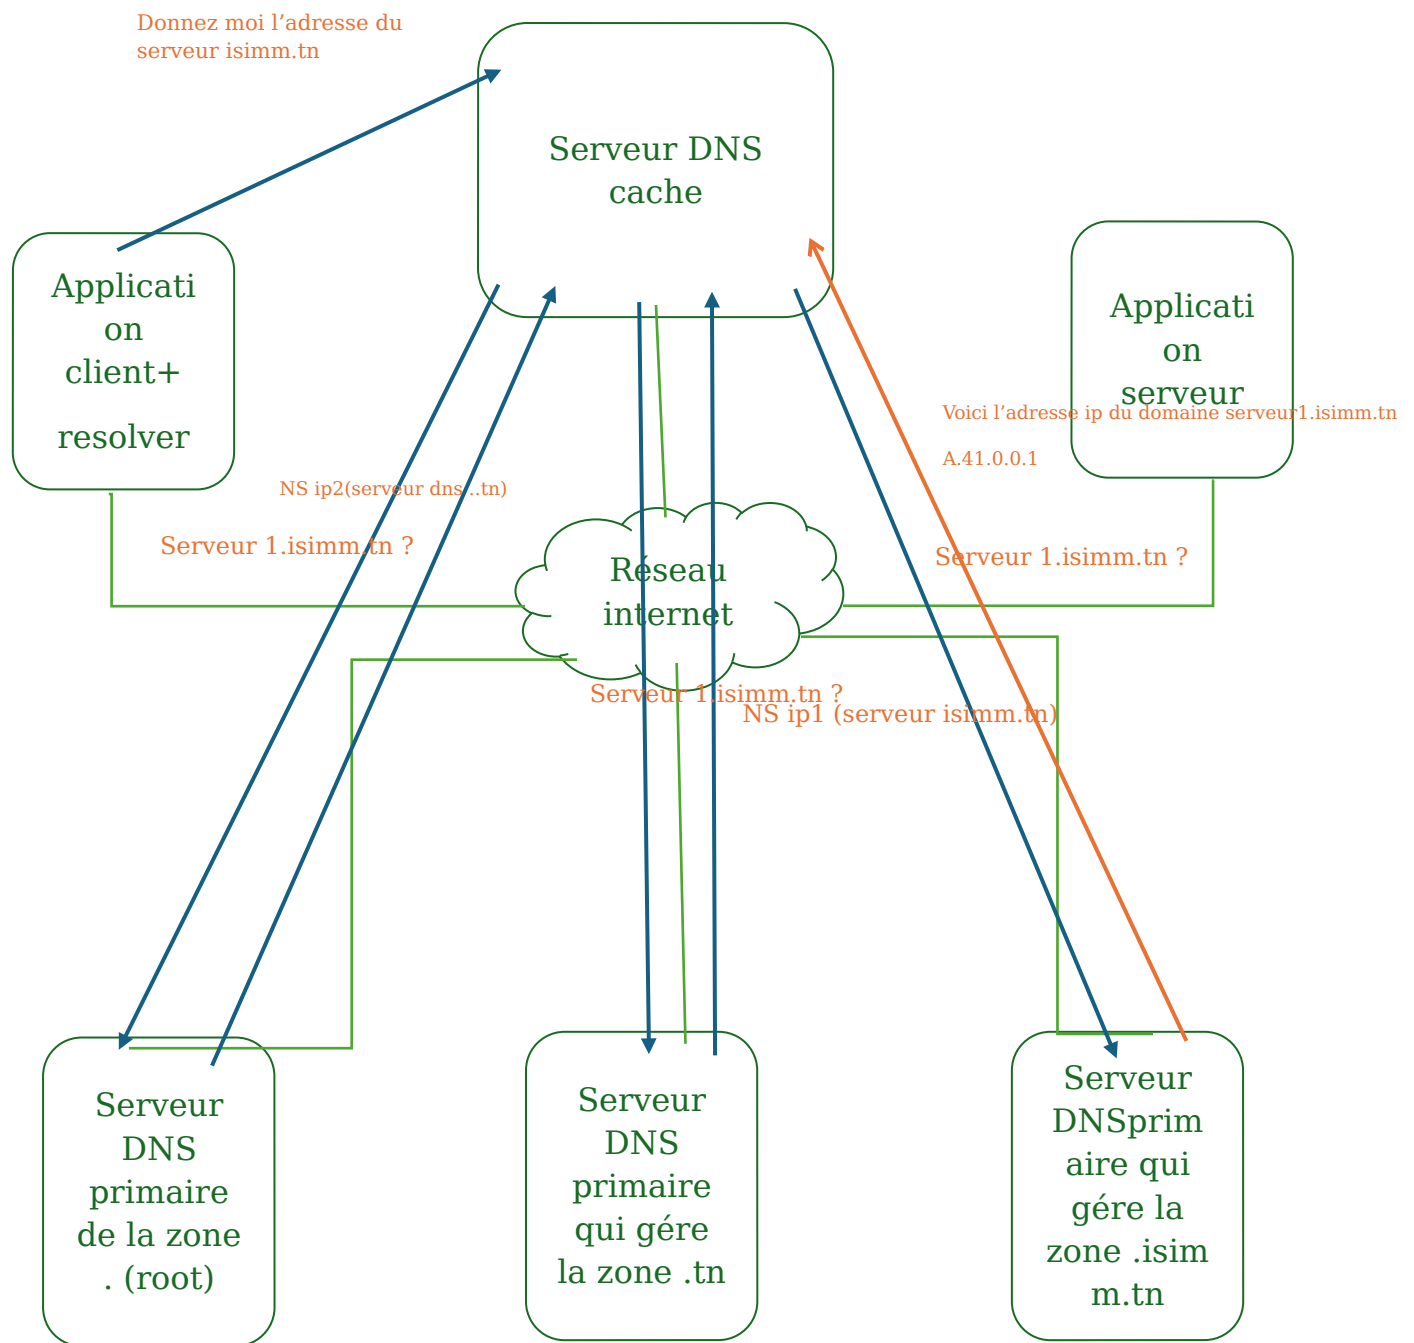 Donnez moi l’adresse du
serveur isimm.tn
Serveur DNS
cache
Applicati
on
client+
resolver
Applicati
on
serveur
Voici l’adresse ip du domaine serveur1.isimm.tn
A.41.0.0.1
NS ip2(serveur dns…tn)
Serveur 1.isimm.tn ?
Serveur 1.isimm.tn ?
Réseau
internet
Serveur 1.isimm.tn ?
NS ip1 (serveur isimm.tn)
Serveur
DNS
primaire
de la zone
. (root)
Serveur
DNS
primaire
qui gére
la zone .tn
Serveur
DNSprim
aire qui
gére la
zone .isim
m.tn